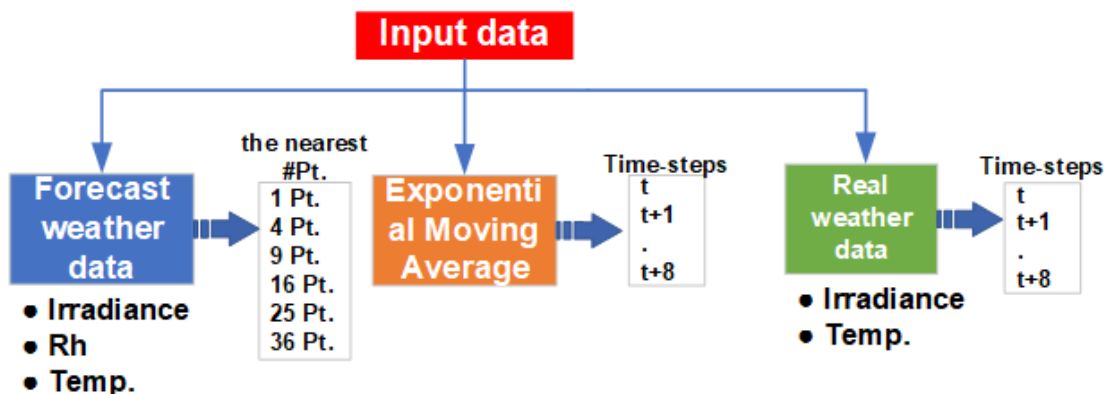 Input data
Forecast
weather
data
● Irradiance
● Rh
● Temp.
the nearest
#Pt.
1 Pt.
4 Pt.
9 Pt.
16 Pt.
25 Pt.
36 Pt.
Exponenti
al Moving
Average
Time-steps
t
t+1
.
t+8
Real
weather
data
● Irradiance
● Temp.
Time-steps
t
t+1
.
t+8